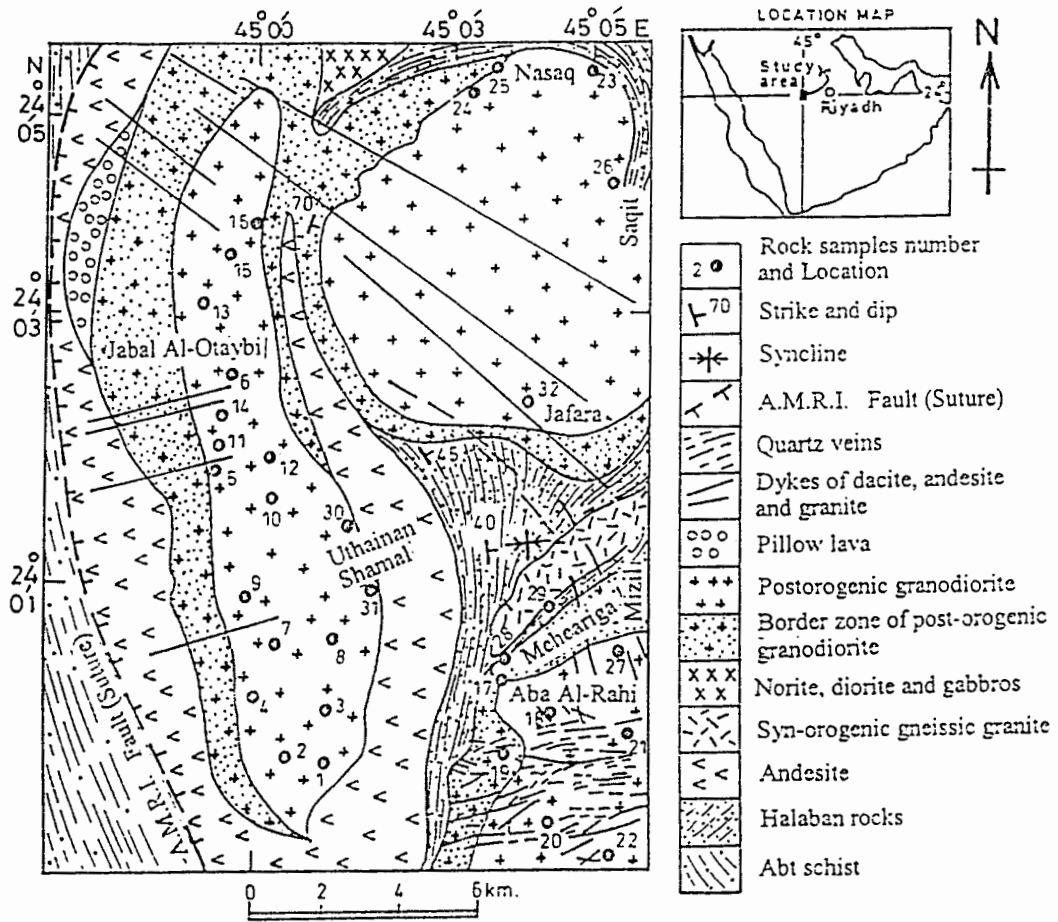 45° 00′
45° 03′
45° 05′ E
N
24° 05′
24° 03′
24° 01′
Nasaq
25
23
24
26
Saqit
70
15
15
13
Jabal Al-Otaybi
6
14
11
5
12
10
30
Uthainan
Shamal
31
9
7
8
4
3
2
1
32
Jafara
45
40
29
Mizil
Mcheariga
28
27
17
Aba Al-Rahi
18
21
19
20
22
A.M.R.I. Fault (Suture)
0 2 4 6km.
LOCATION MAP
45°
Study
area
Riyadh
24°
N
2
Rock samples number
and Location
70
Strike and dip
Syncline
A.M.R.I. Fault (Suture)
Quartz veins
Dykes of dacite, andesite
and granite
Pillow lava
Postorogenic granodiorite
Border zone of post-orogenic
granodiorite
Norite, diorite and gabbros
Syn-orogenic gneissic granite
Andesite
Halaban rocks
Abt schist